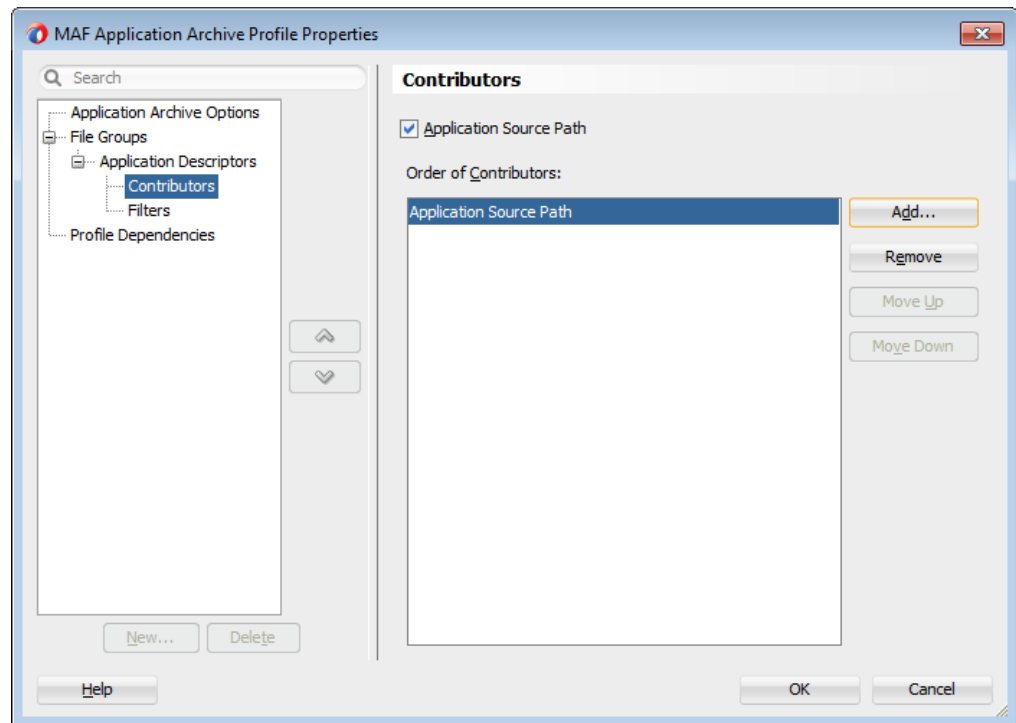 MAF Application Archive Profile Properties
Search
Application Archive Options
File Groups
Application Descriptors
Contributors
Filters
Profile Dependencies
New...
Delete
Contributors
Application Source Path
Order of Contributors:
Application Source Path
Add...
Remove
Move Up
Move Down
Help
OK
Cancel